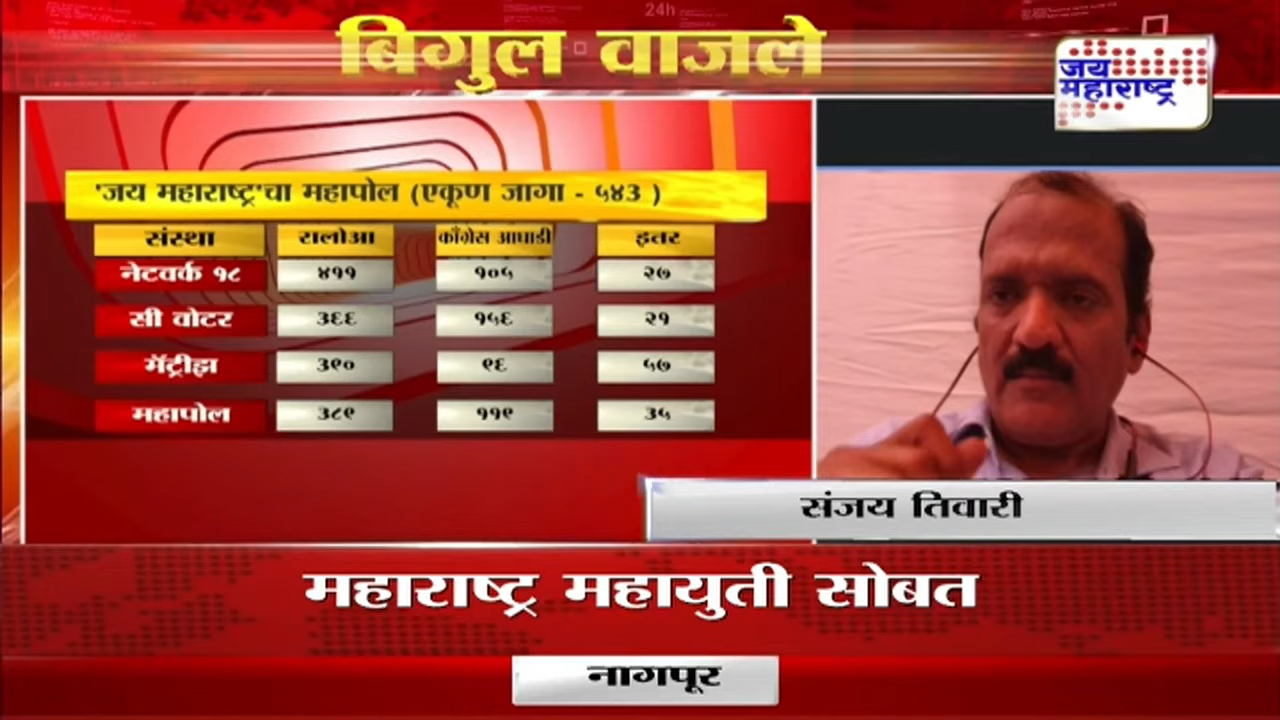 24h
बिगुल वाजले
जय
महाराष्ट्र
'जय महाराष्ट्र'चा महापोल (एकूण जागा - ५४३ )
संस्था रालोआ काँग्रेस आघाडी इतर
नेटवर्क १८ ४११ १०५ २७
सी वोटर ३६६ १५६ २१
मॅट्रीझ ३९० ९६ ५७
महापोल ३८९ ११९ ३५
संजय तिवारी
महाराष्ट्र महायुती सोबत
नागपूर